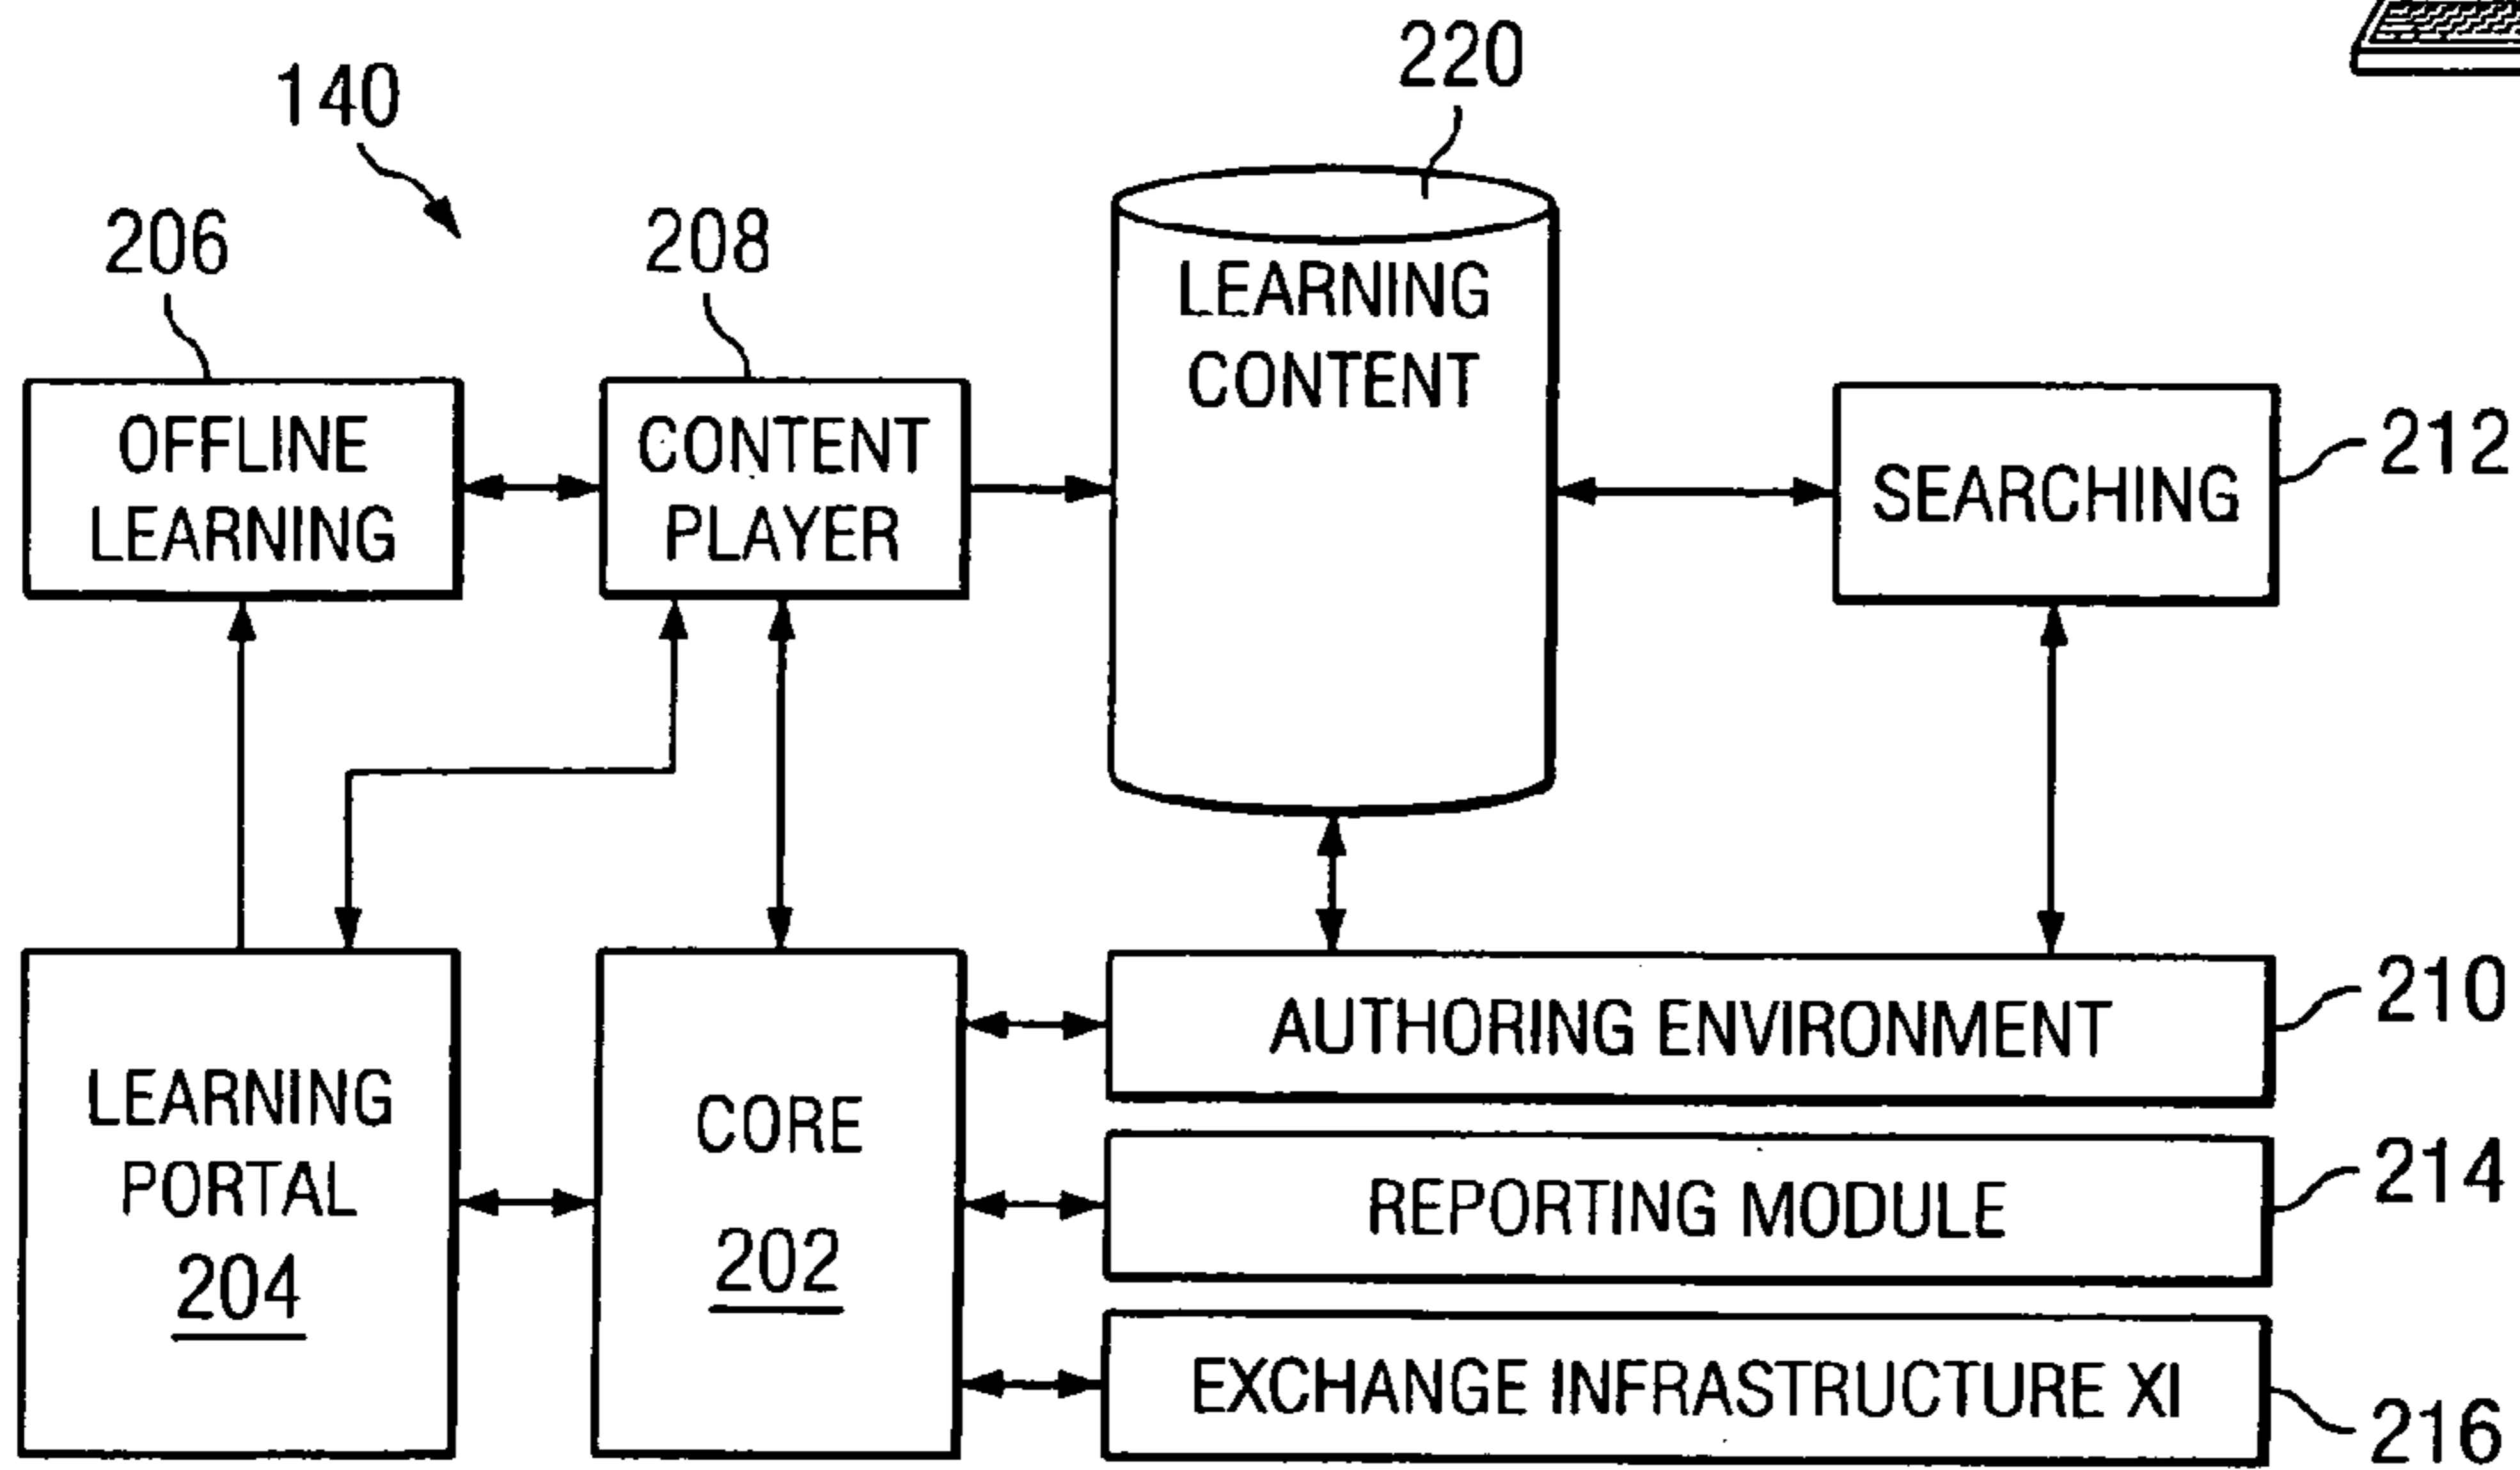 140
220
206
208
OFFLINE
LEARNING
CONTENT
PLAYER
LEARNING
CONTENT
SEARCHING
212
LEARNING
PORTAL
204
CORE
202
AUTHORING ENVIRONMENT
210
REPORTING MODULE
214
EXCHANGE INFRASTRUCTURE XI
216